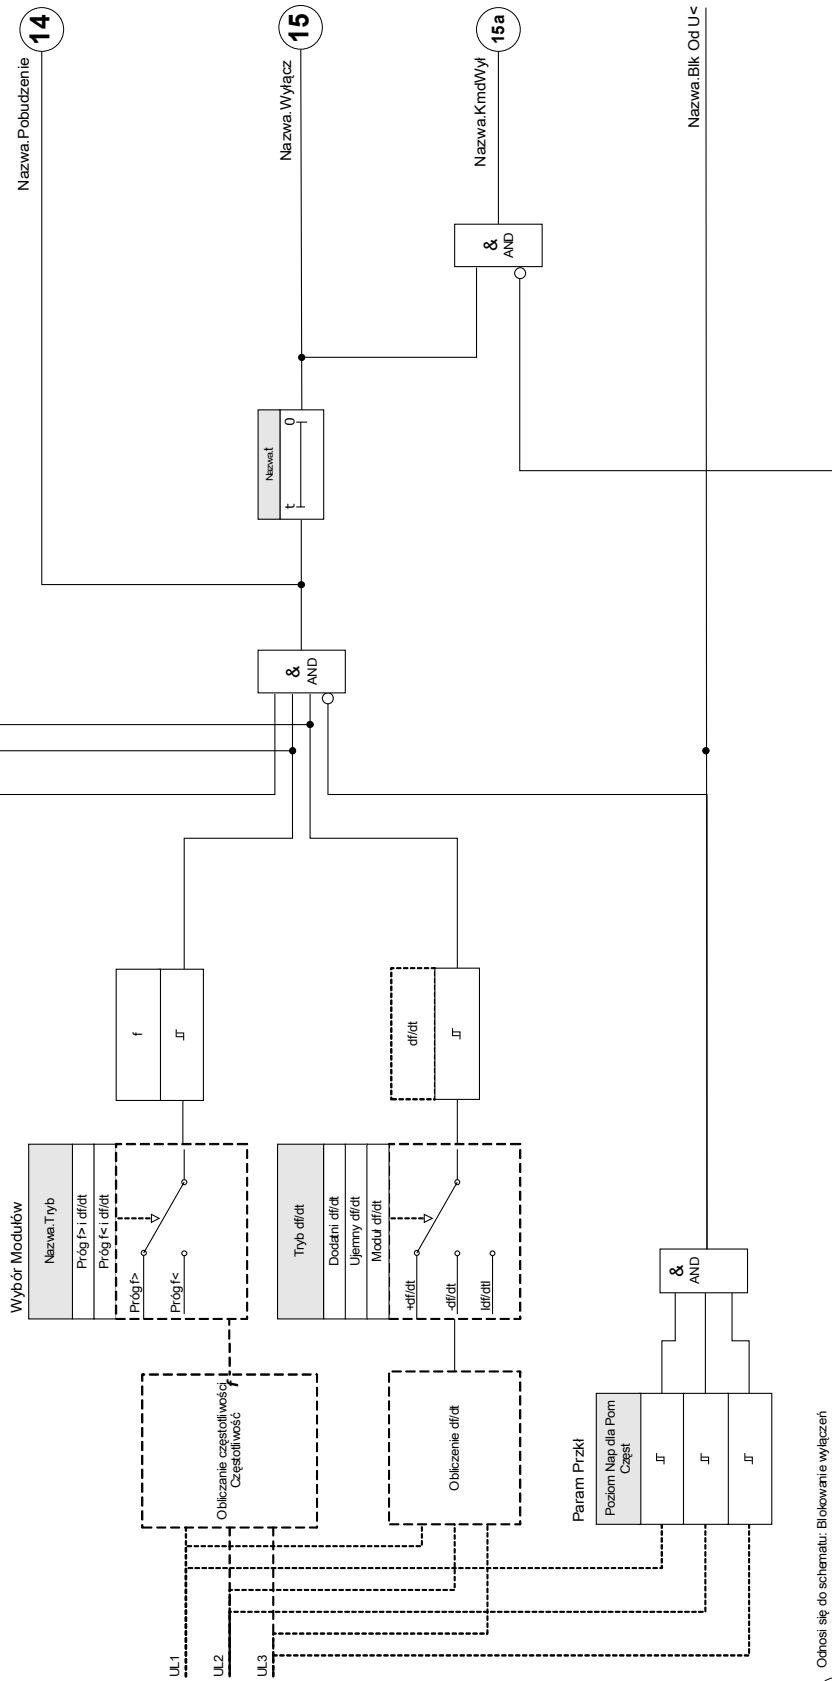 14
Nazwa.Pobudzenie
15
Nazwa.Wyłącz
15a
Nazwa.KmdWył
Nazwa.Blk Od U<
&
AND
Nazwa.t
t
0
&
AND
f
df/dt
Wybór Modułów
Nazwa.Tryb
Próg f> i df/dt
Próg f< i df/dt
Próg f>
Próg f<
Tryb df/dt
Dodatni df/dt
Ujemny df/dt
Moduł df/dt
+df/dt
-df/dt
Idf/dtI
&
AND
Obliczanie częstotliwości
Częstotliwość
f
Obliczenie df/dt
Param Przkł
Poziom Nap dla Pom
Częst
UL1
UL2
UL3
Odnosi się do schematu: Blokowanie wyłączeń